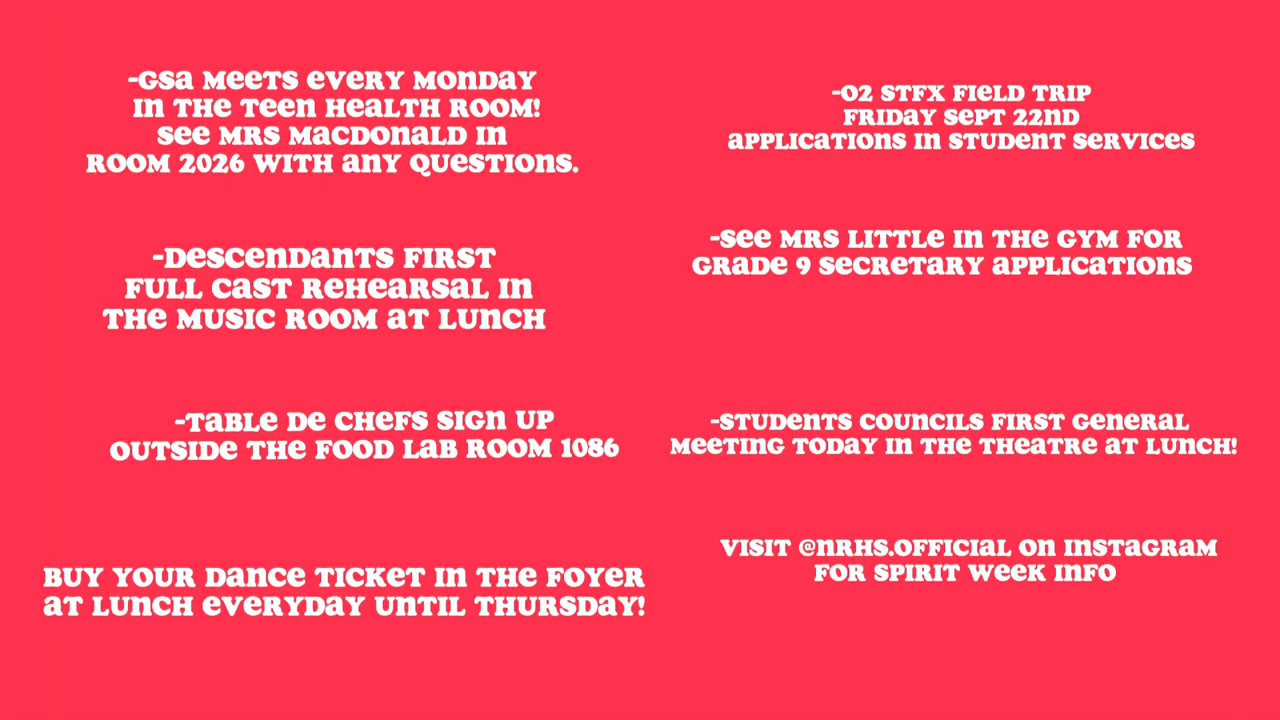 -GSA MEETS EVERY MONDAY
IN THE TEEN HEALTH ROOM!
SEE MRS MACDONALD IN
ROOM 2026 WITH ANY QUESTIONS.
-DESCENDANTS FIRST
FULL CAST REHEARSAL IN
THE MUSIC ROOM AT LUNCH
-TABLE DE CHEFS SIGN UP
OUTSIDE THE FOOD LAB ROOM 1086
BUY YOUR DANCE TICKET IN THE FOYER
AT LUNCH EVERYDAY UNTIL THURSDAY!
-O2 STFX FIELD TRIP
FRIDAY SEPT 22ND
APPLICATIONS IN STUDENT SERVICES
-SEE MRS LITTLE IN THE GYM FOR
GRADE 9 SECRETARY APPLICATIONS
-STUDENTS COUNCILS FIRST GENERAL
MEETING TODAY IN THE THEATRE AT LUNCH!
VISIT @NRHS.OFFICIAL ON INSTAGRAM
FOR SPIRIT WEEK INFO